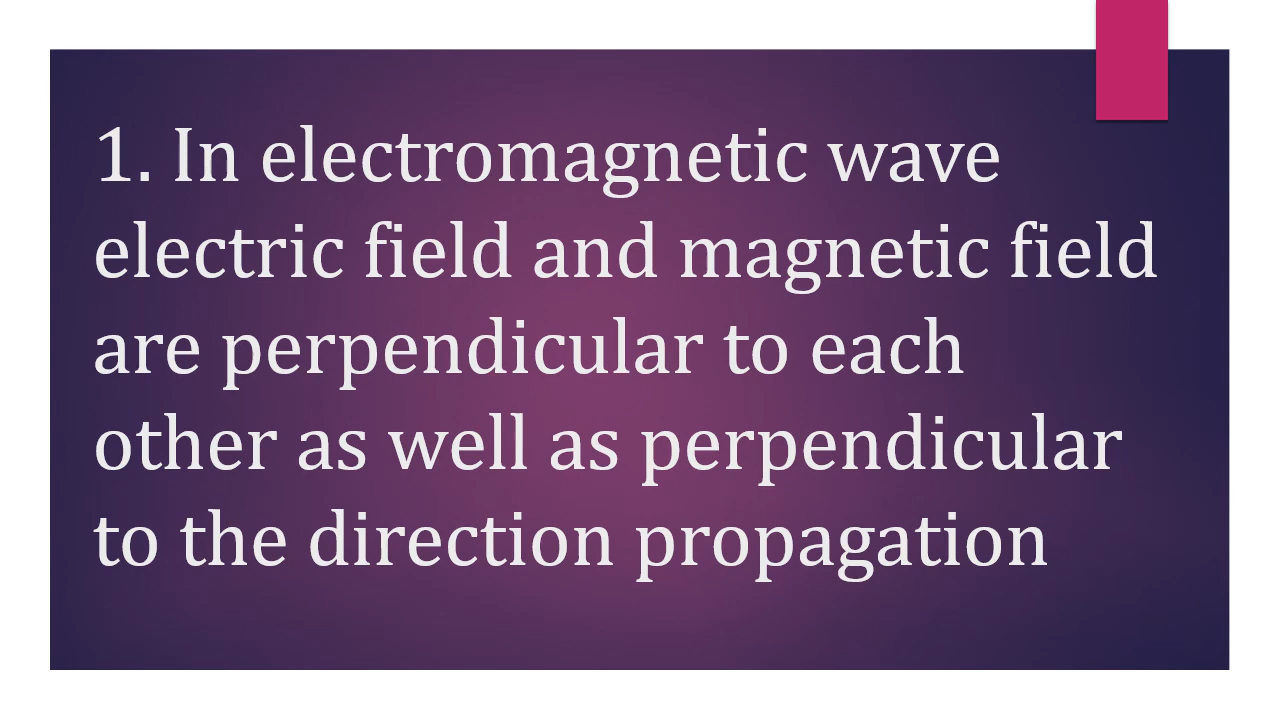 1. In electromagnetic wave
electric field and magnetic field
are perpendicular to each
other as well as perpendicular
to the direction propagation